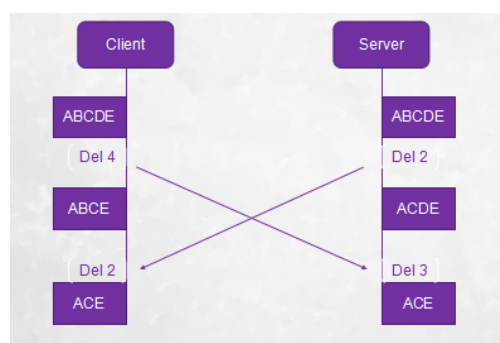 Client
Server
ABCDE
ABCDE
Del 4
Del 2
ABCE
ACDE
Del 2
Del 3
ACE
ACE